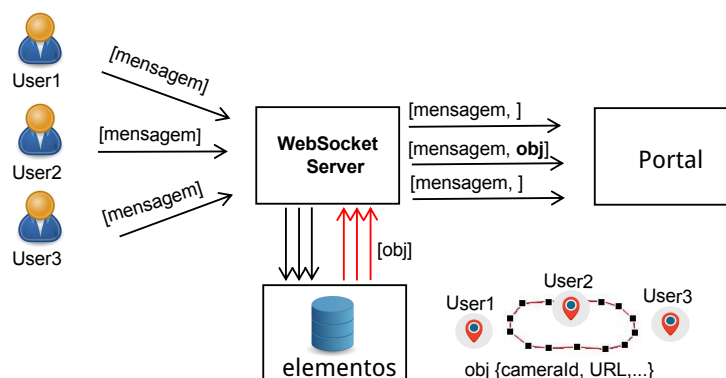 User1
[mensagem]
User2
[mensagem]
User3
[mensagem]
WebSocket
Server
[mensagem, ]
[mensagem, obj]
[mensagem, ]
Portal
[obj]
elementos
User1
User2
User3
obj {cameraId, URL,...}